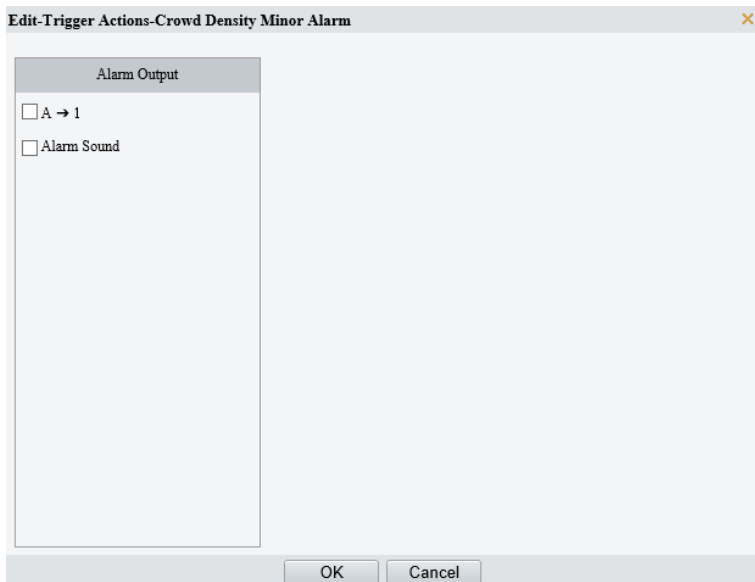 Edit-Trigger Actions-Crowd Density Minor Alarm
Alarm Output
A ➔ 1
Alarm Sound
OK Cancel